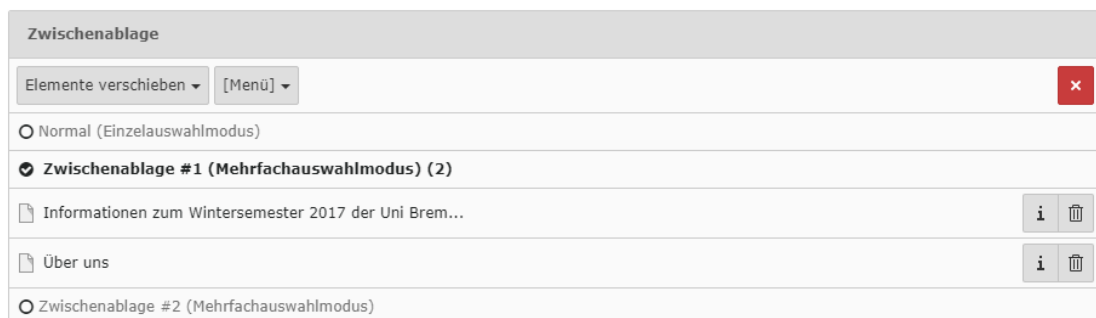 Zwischenablage
Elemente verschieben [Menü]
Normal (Einzelauswahlmodus)
Zwischenablage #1 (Mehrfachauswahlmodus) (2)
Informationen zum Wintersemester 2017 der Uni Brem...
Über uns
Zwischenablage #2 (Mehrfachauswahlmodus)